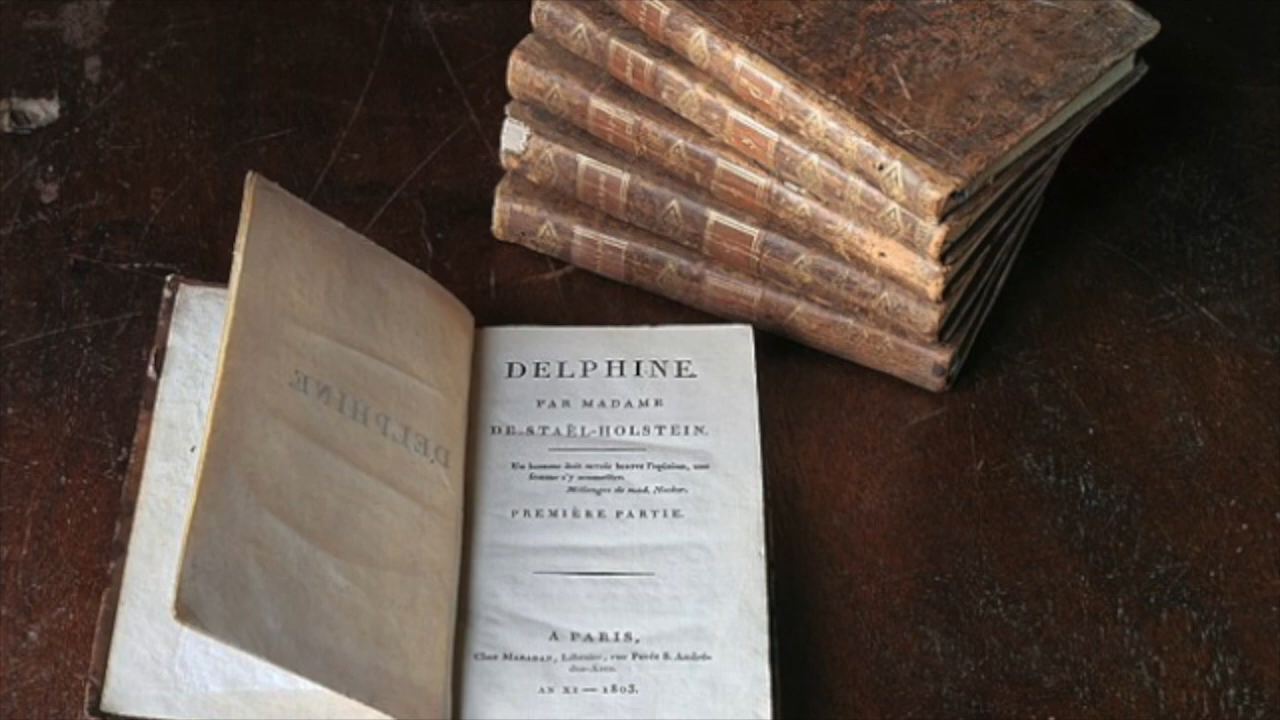 DELPHINE.
PAR MADAME
DE STAËL-HOLSTEIN.
Un homme doit savoir braver l'opinion, une
femme s'y soumettre.
Mélanges de mad. Necker.
PREMIÈRE PARTIE.
A PARIS,
Chez MARADAN, Libraire, rue Pavée S. André-
des-Arcs.
AN XI — 1803.
DELPHINE